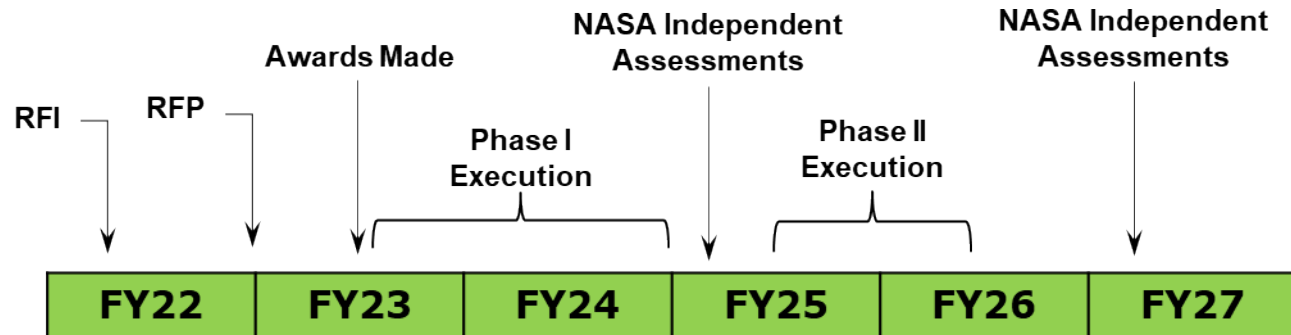 RFI
RFP
Awards Made
Phase I
Execution
NASA Independent
Assessments
Phase II
Execution
NASA Independent
Assessments
FY22
FY23
FY24
FY25
FY26
FY27